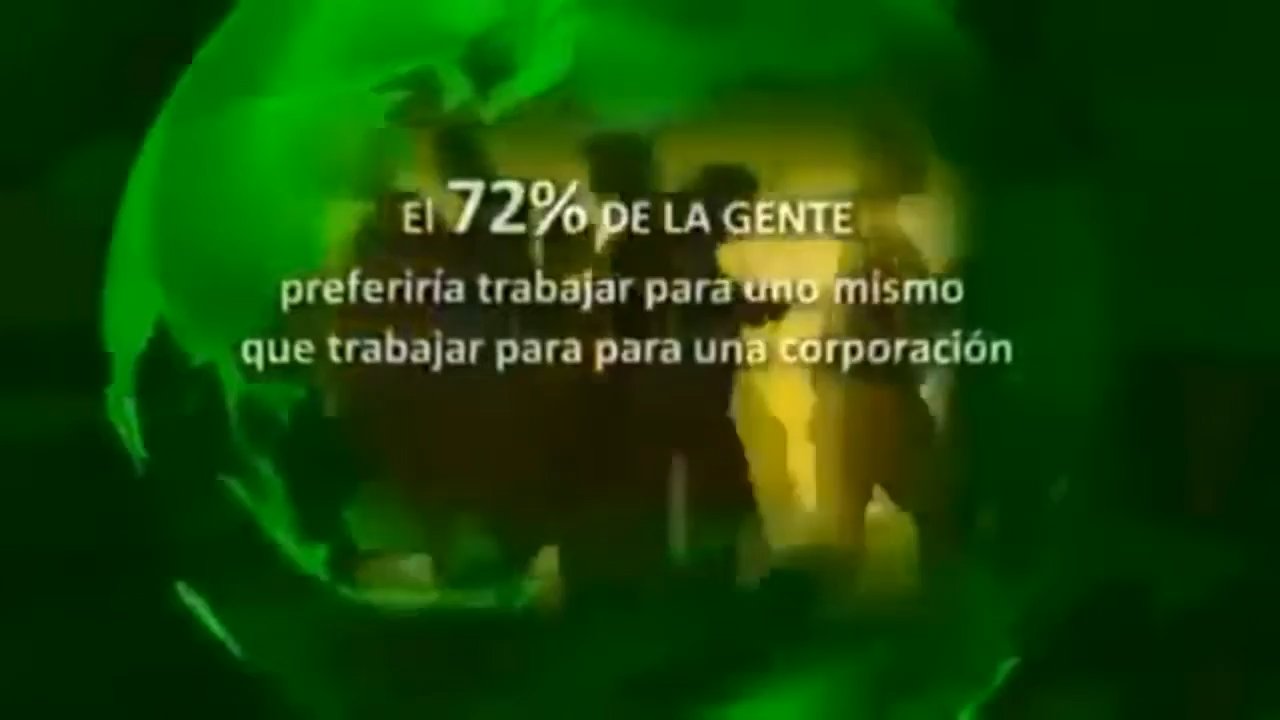 El 72% DE LA GENTE
preferiría trabajar para uno mismo
que trabajar para para una corporación